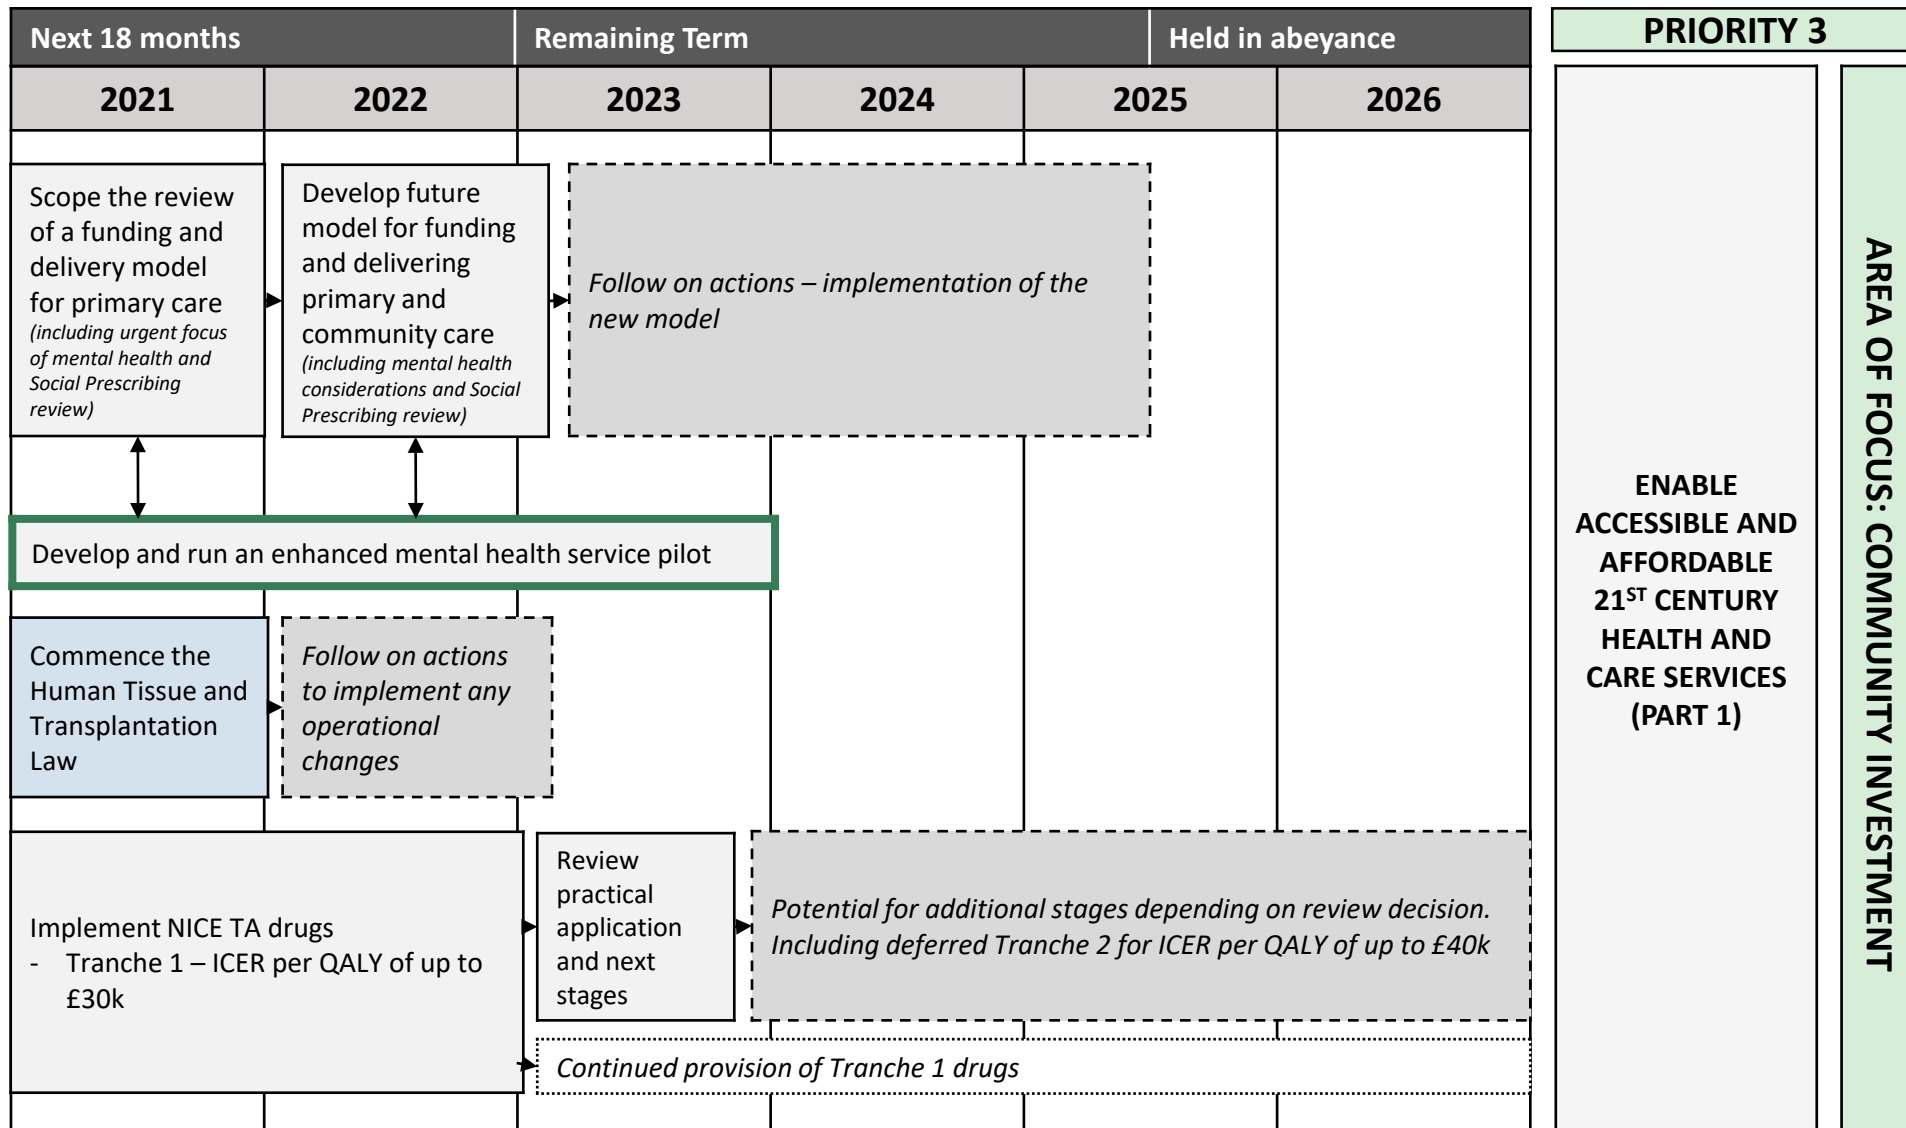 Next 18 months
Remaining Term
Held in abeyance
PRIORITY 3
2021
2022
2023
2024
2025
2026
Scope the review
of a funding and
delivery model
for primary care
(including urgent focus
of mental health and
Social Prescribing
review)
Develop future
model for funding
and delivering
primary and
community care
(including mental health
considerations and Social
Prescribing review)
Follow on actions – implementation of the
new model
Develop and run an enhanced mental health service pilot
Commence the
Human Tissue and
Transplantation
Law
Follow on actions
to implement any
operational
changes
Implement NICE TA drugs
- Tranche 1 – ICER per QALY of up to
£30k
Review
practical
application
and next
stages
Potential for additional stages depending on review decision.
Including deferred Tranche 2 for ICER per QALY of up to £40k
Continued provision of Tranche 1 drugs
ENABLE
ACCESSIBLE AND
AFFORDABLE
21ST CENTURY
HEALTH AND
CARE SERVICES
(PART 1)
AREA OF FOCUS: COMMUNITY INVESTMENT